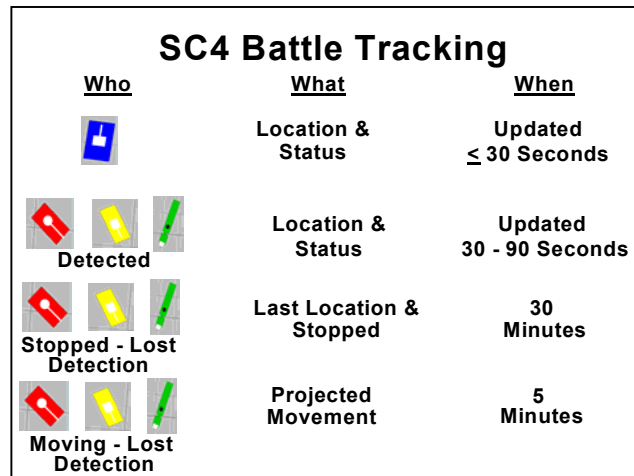 SC4 Battle Tracking
Who What When
Location &
Status
Updated
≤ 30 Seconds
Detected
Location &
Status
Updated
30 - 90 Seconds
Stopped - Lost
Detection
Last Location &
Stopped
30
Minutes
Moving - Lost
Detection
Projected
Movement
5
Minutes